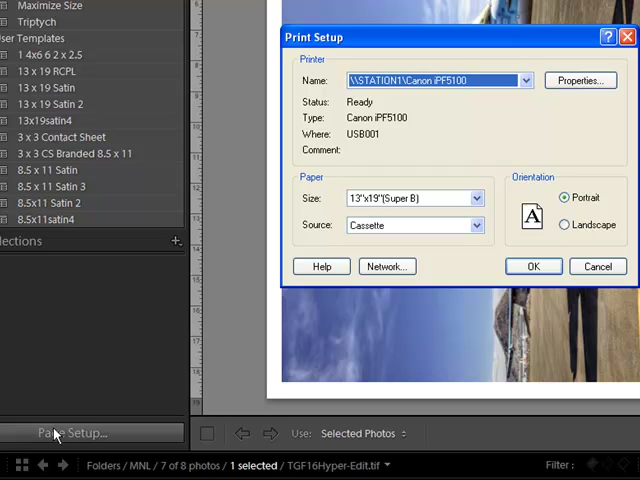 Maximize Size
Triptych
ser Templates
1 4x6 6 2 x 2.5
13 x 19 RCPL
13 x 19 Satin
13 x 19 Satin 2
13x19satin4
3 x 3 Contact Sheet
3 x 3 CS Branded 8.5 x 11
8.5 x 11 Satin
8.5 x 11 Satin 3
8.5x11 Satin 2
8.5x11satin4
lections
Page Setup...
Print Setup
Printer
Name: \\STATION1\Canon iPF5100 Properties...
Status: Ready
Type: Canon iPF5100
Where: USB001
Comment:
Paper
Size: 13"x19"(Super B)
Source: Cassette
Orientation
A
Portrait
Landscape
Help Network... OK Cancel
Use: Selected Photos
Folders / MNL / 7 of 8 photos / 1 selected / TGF16Hyper-Edit.tif
Filter :